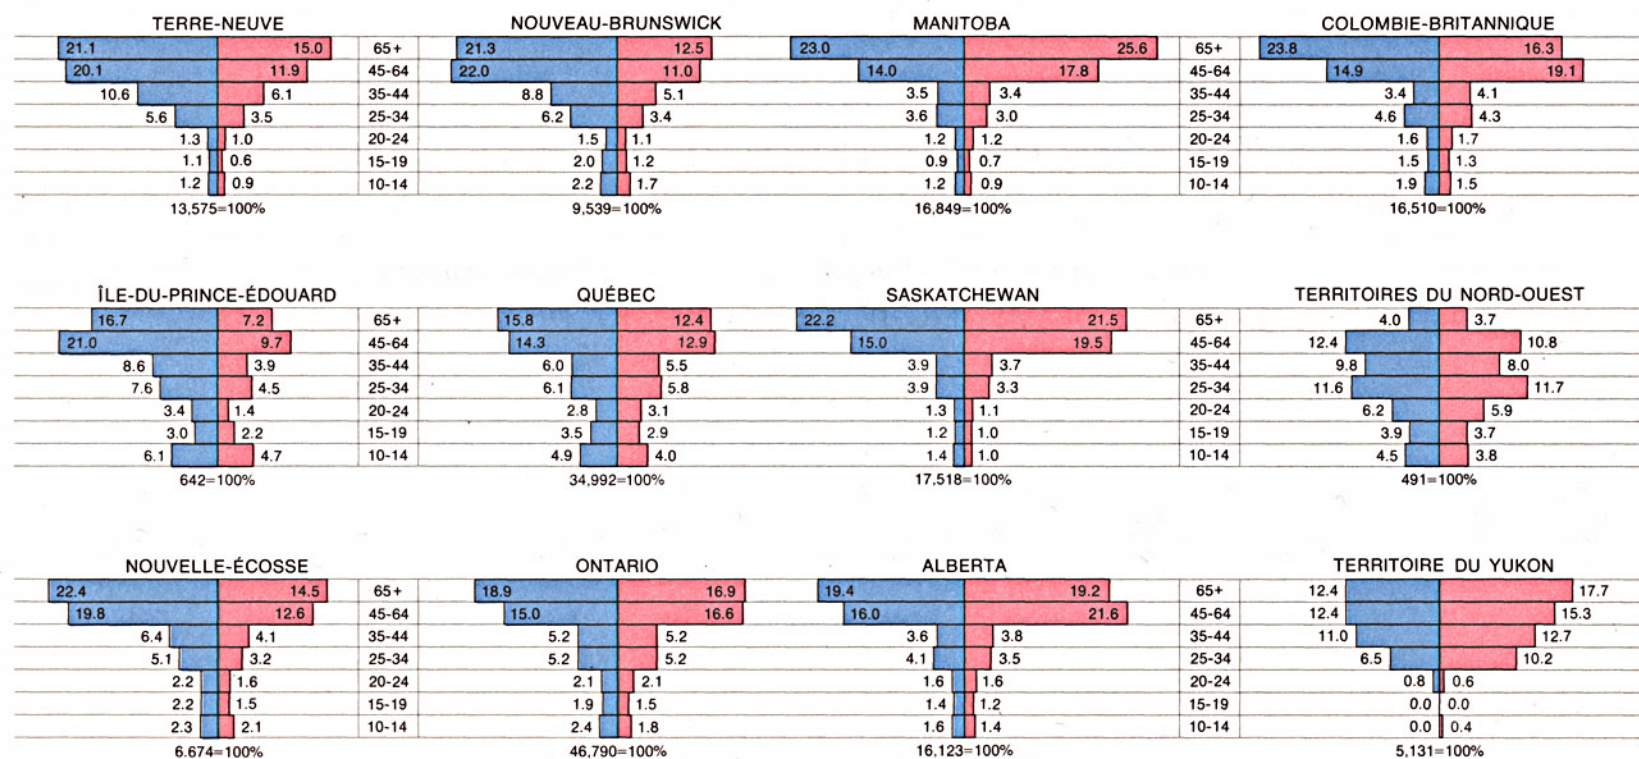 TERRE-NEUVE NOUVEAU-BRUNSWICK MANITOBA COLOMBIE-BRITANNIQUE
21.1 15.0 65+ 21.3 12.5 23.0 25.6 65+ 23.8 16.3
20.1 11.9 45-64 22.0 11.0 14.0 17.8 45-64 14.9 19.1
10.6 6.1 35-44 8.8 5.1 3.5 3.4 35-44 3.4 4.1
5.6 3.5 25-34 6.2 3.4 3.6 3.0 25-34 4.6 4.3
1.3 1.0 20-24 1.5 1.1 1.2 1.2 20-24 1.6 1.7
1.1 0.6 15-19 2.0 1.2 0.9 0.7 15-19 1.5 1.3
1.2 0.9 10-14 2.2 1.7 1.2 0.9 10-14 1.9 1.5
13,575=100% 9,539=100% 16,849=100% 16,510=100%
ÎLE-DU-PRINCE-ÉDOUARD QUÉBEC SASKATCHEWAN TERRITOIRES DU NORD-OUEST
16.7 7.2 65+ 15.8 12.4 22.2 21.5 65+ 4.0 3.7
21.0 9.7 45-64 14.3 12.9 15.0 19.5 45-64 12.4 10.8
8.6 3.9 35-44 6.0 5.5 3.9 3.7 35-44 9.8 8.0
7.6 4.5 25-34 6.1 5.8 3.9 3.3 25-34 11.6 11.7
3.4 1.4 20-24 2.8 3.1 1.3 1.1 20-24 6.2 5.9
3.0 2.2 15-19 3.5 2.9 1.2 1.0 15-19 3.9 3.7
6.1 4.7 10-14 4.9 4.0 1.4 1.0 10-14 4.5 3.8
642=100% 34,992=100% 17,518=100% 491=100%
NOUVELLE-ÉCOSSE ONTARIO ALBERTA TERRITOIRE DU YUKON
22.4 14.5 65+ 18.9 16.9 19.4 19.2 65+ 12.4 17.7
19.8 12.6 45-64 15.0 16.6 16.0 21.6 45-64 12.4 15.3
6.4 4.1 35-44 5.2 5.2 3.6 3.8 35-44 11.0 12.7
5.1 3.2 25-34 5.2 5.2 4.1 3.5 25-34 6.5 10.2
2.2 1.6 20-24 2.1 2.1 1.6 1.6 20-24 0.8 0.6
2.2 1.5 15-19 1.9 1.5 1.4 1.2 15-19 0.0 0.0
2.3 2.1 10-14 2.4 1.8 1.6 1.4 10-14 0.0 0.4
6.674=100% 46,790=100% 16,123=100% 5,131=100%